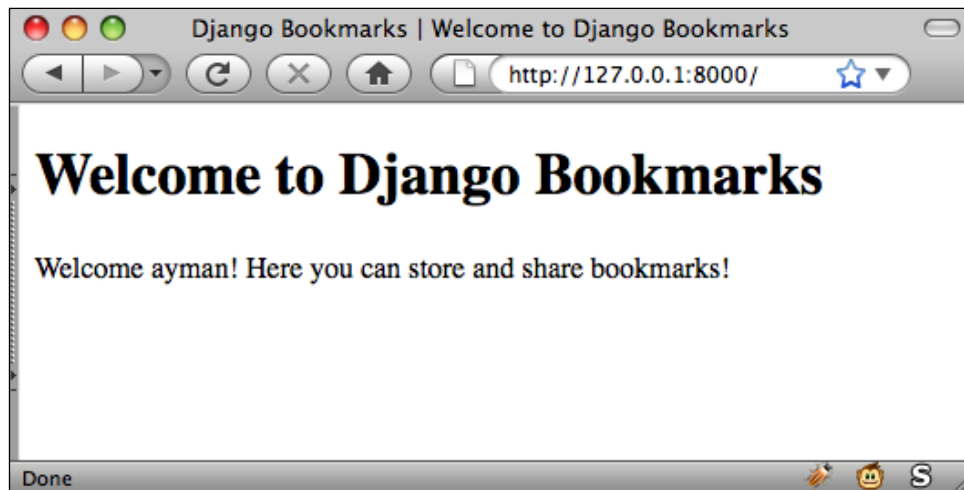 Django Bookmarks | Welcome to Django Bookmarks
http://127.0.0.1:8000/
Welcome to Django Bookmarks
Welcome ayman! Here you can store and share bookmarks!
Done
S